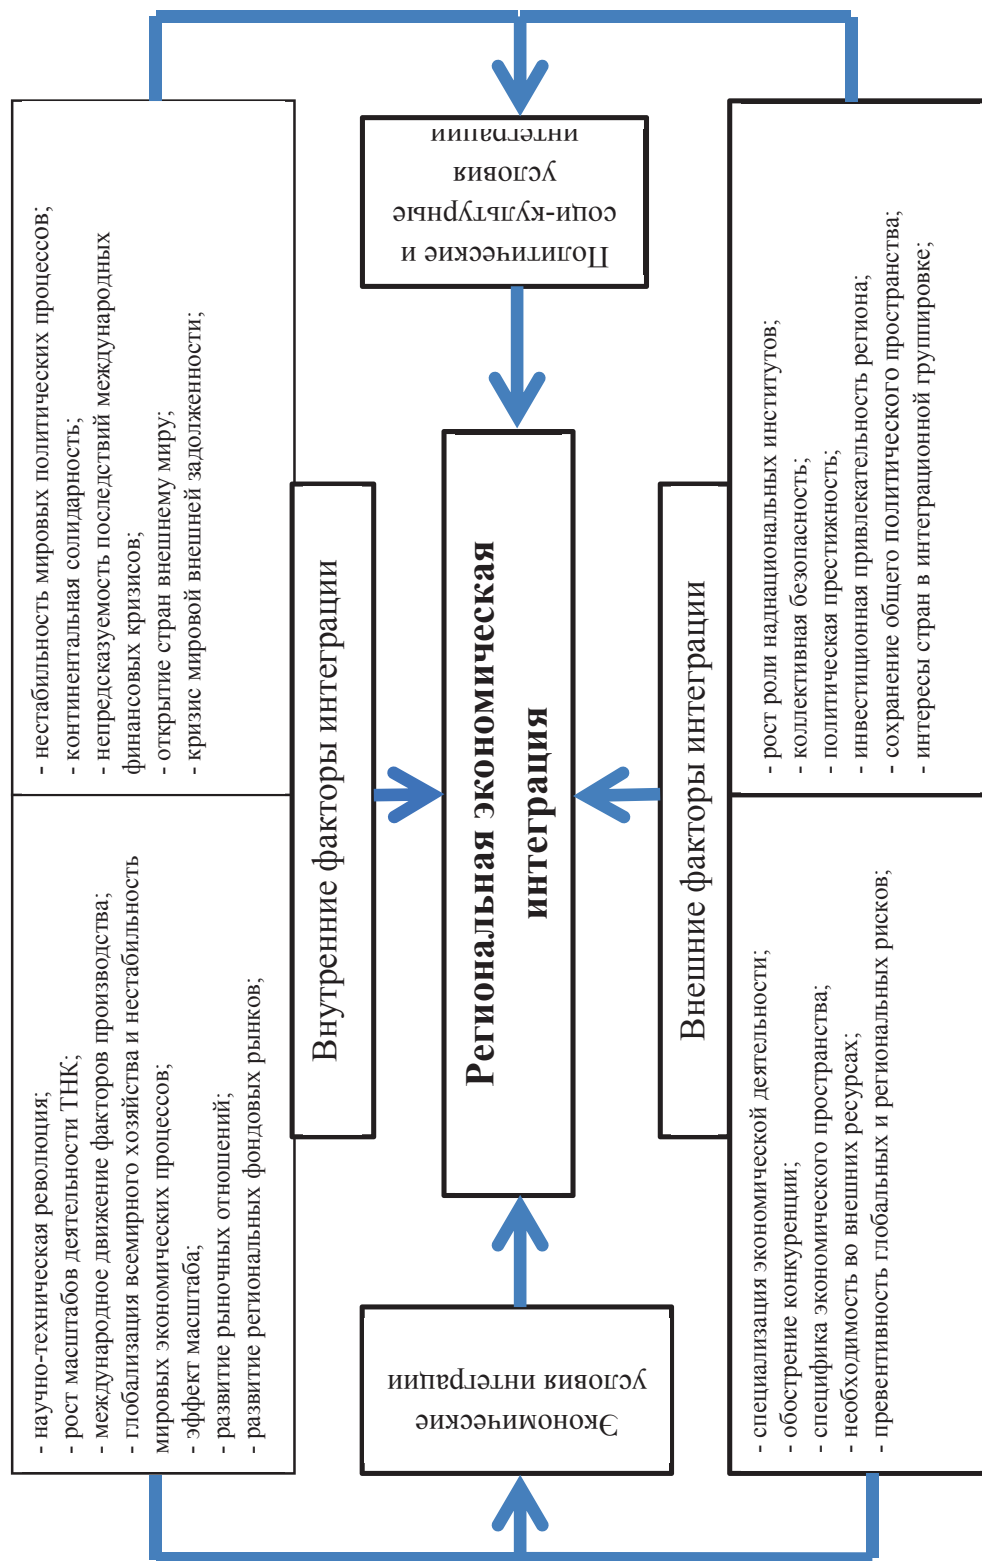 - научно-техническая революция;
- рост масштабов деятельности ТНК;
- международное движение факторов производства;
- глобализация всемирного хозяйства и нестабильность
мировых экономических процессов;
- эффект масштаба;
- развитие рыночных отношений;
- развитие региональных фондовых рынков;
- нестабильность мировых политических процессов;
- континентальная солидарность;
- непредсказуемость последствий международных
финансовых кризисов;
- открытие стран внешнему миру;
- кризис мировой внешней задолженности;
Внутренние факторы интеграции
Экономические
условия интеграции
Региональная экономическая
интеграция
Политические и
соци-культурные
условия
интеграции
Внешние факторы интеграции
- специализация экономической деятельности;
- обострение конкуренции;
- специфика экономического пространства;
- необходимость во внешних ресурсах;
- превентивность глобальных и региональных рисков;
- рост роли наднациональных институтов;
- коллективная безопасность;
- политическая престижность;
- инвестиционная привлекательность региона;
- сохранение общего политического пространства;
- интересы стран в интеграционной группировке;